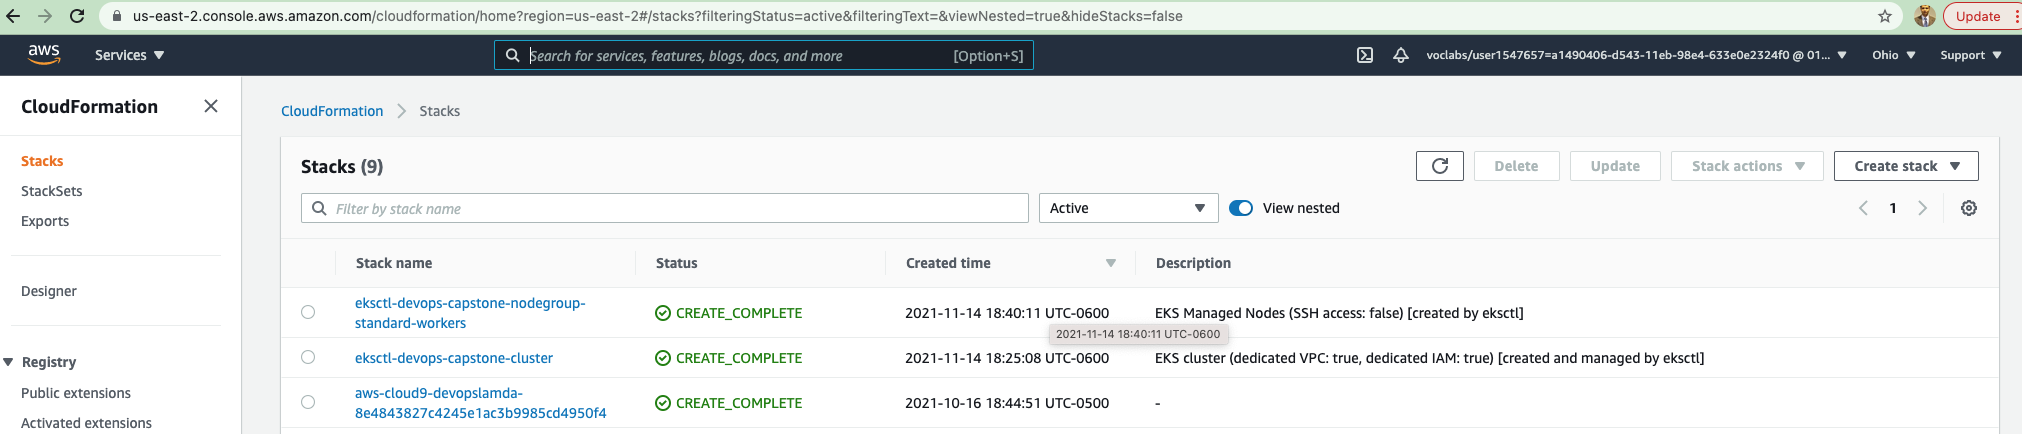 us-east-2.console.aws.amazon.com/cloudformation/home?region=us-east-2#/stacks?filteringStatus=active&filteringText=&viewNested=true&hideStacks=false
Update
aws
Services
Search for services, features, blogs, docs, and more
[Option+S]
voclabs/user1547657=a1490406-d543-11eb-98e4-633e0e2324f0 @ 01...
Ohio
Support
CloudFormation
Stacks
StackSets
Exports
Designer
Registry
Public extensions
Activated extensions
CloudFormation
Stacks
Stacks (9)
Delete
Update
Stack actions
Create stack
Filter by stack name
Active
View nested
1
Stack name
Status
Created time
Description
eksctl-devops-capstone-nodegroup-
standard-workers
CREATE_COMPLETE
2021-11-14 18:40:11 UTC-0600
EKS Managed Nodes (SSH access: false) [created by eksctl]
2021-11-14 18:40:11 UTC-0600
eksctl-devops-capstone-cluster
CREATE_COMPLETE
2021-11-14 18:25:08 UTC-0600
EKS cluster (dedicated VPC: true, dedicated IAM: true) [created and managed by eksctl]
aws-cloud9-devopslamda-
8e4843827c4245e1ac3b9985cd4950f4
CREATE_COMPLETE
2021-10-16 18:44:51 UTC-0500
-